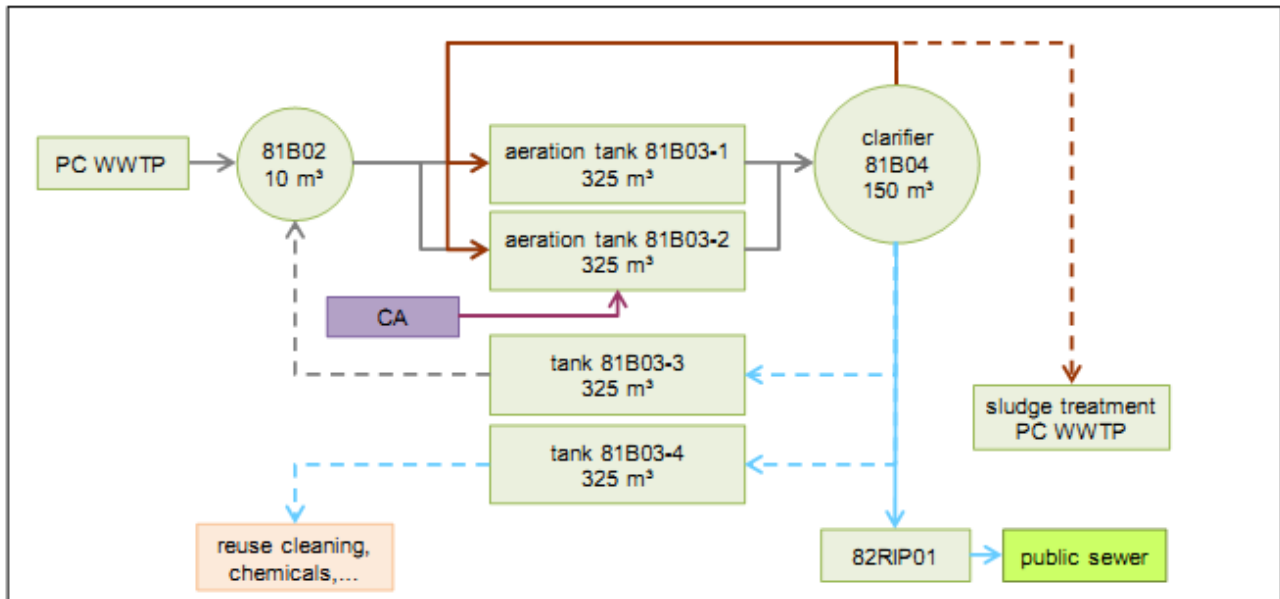 PC WWTP
81B02
10 m³
aeration tank 81B03-1
325 m³
clarifier
81B04
150 m³
aeration tank 81B03-2
325 m³
CA
tank 81B03-3
325 m³
sludge treatment
PC WWTP
tank 81B03-4
325 m³
reuse cleaning,
chemicals,...
82RIP01
public sewer